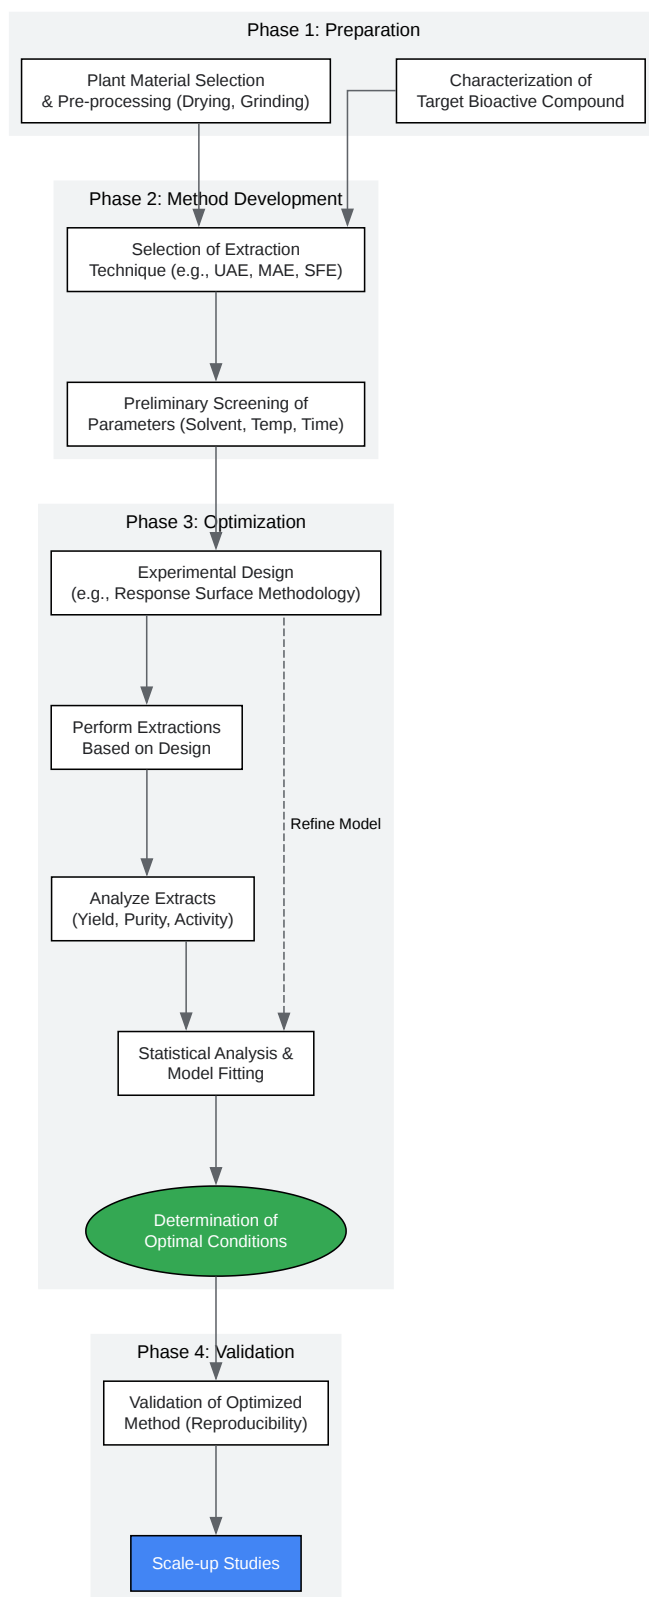 Phase 1: Preparation
Plant Material Selection
& Pre-processing (Drying, Grinding)
Characterization of
Target Bioactive Compound
Phase 2: Method Development
Selection of Extraction
Technique (e.g., UAE, MAE, SFE)
Preliminary Screening of
Parameters (Solvent, Temp, Time)
Phase 3: Optimization
Experimental Design
(e.g., Response Surface Methodology)
Perform Extractions
Based on Design
Refine Model
Analyze Extracts
(Yield, Purity, Activity)
Statistical Analysis &
Model Fitting
Determination of
Optimal Conditions
Phase 4: Validation
Validation of Optimized
Method (Reproducibility)
Scale-up Studies